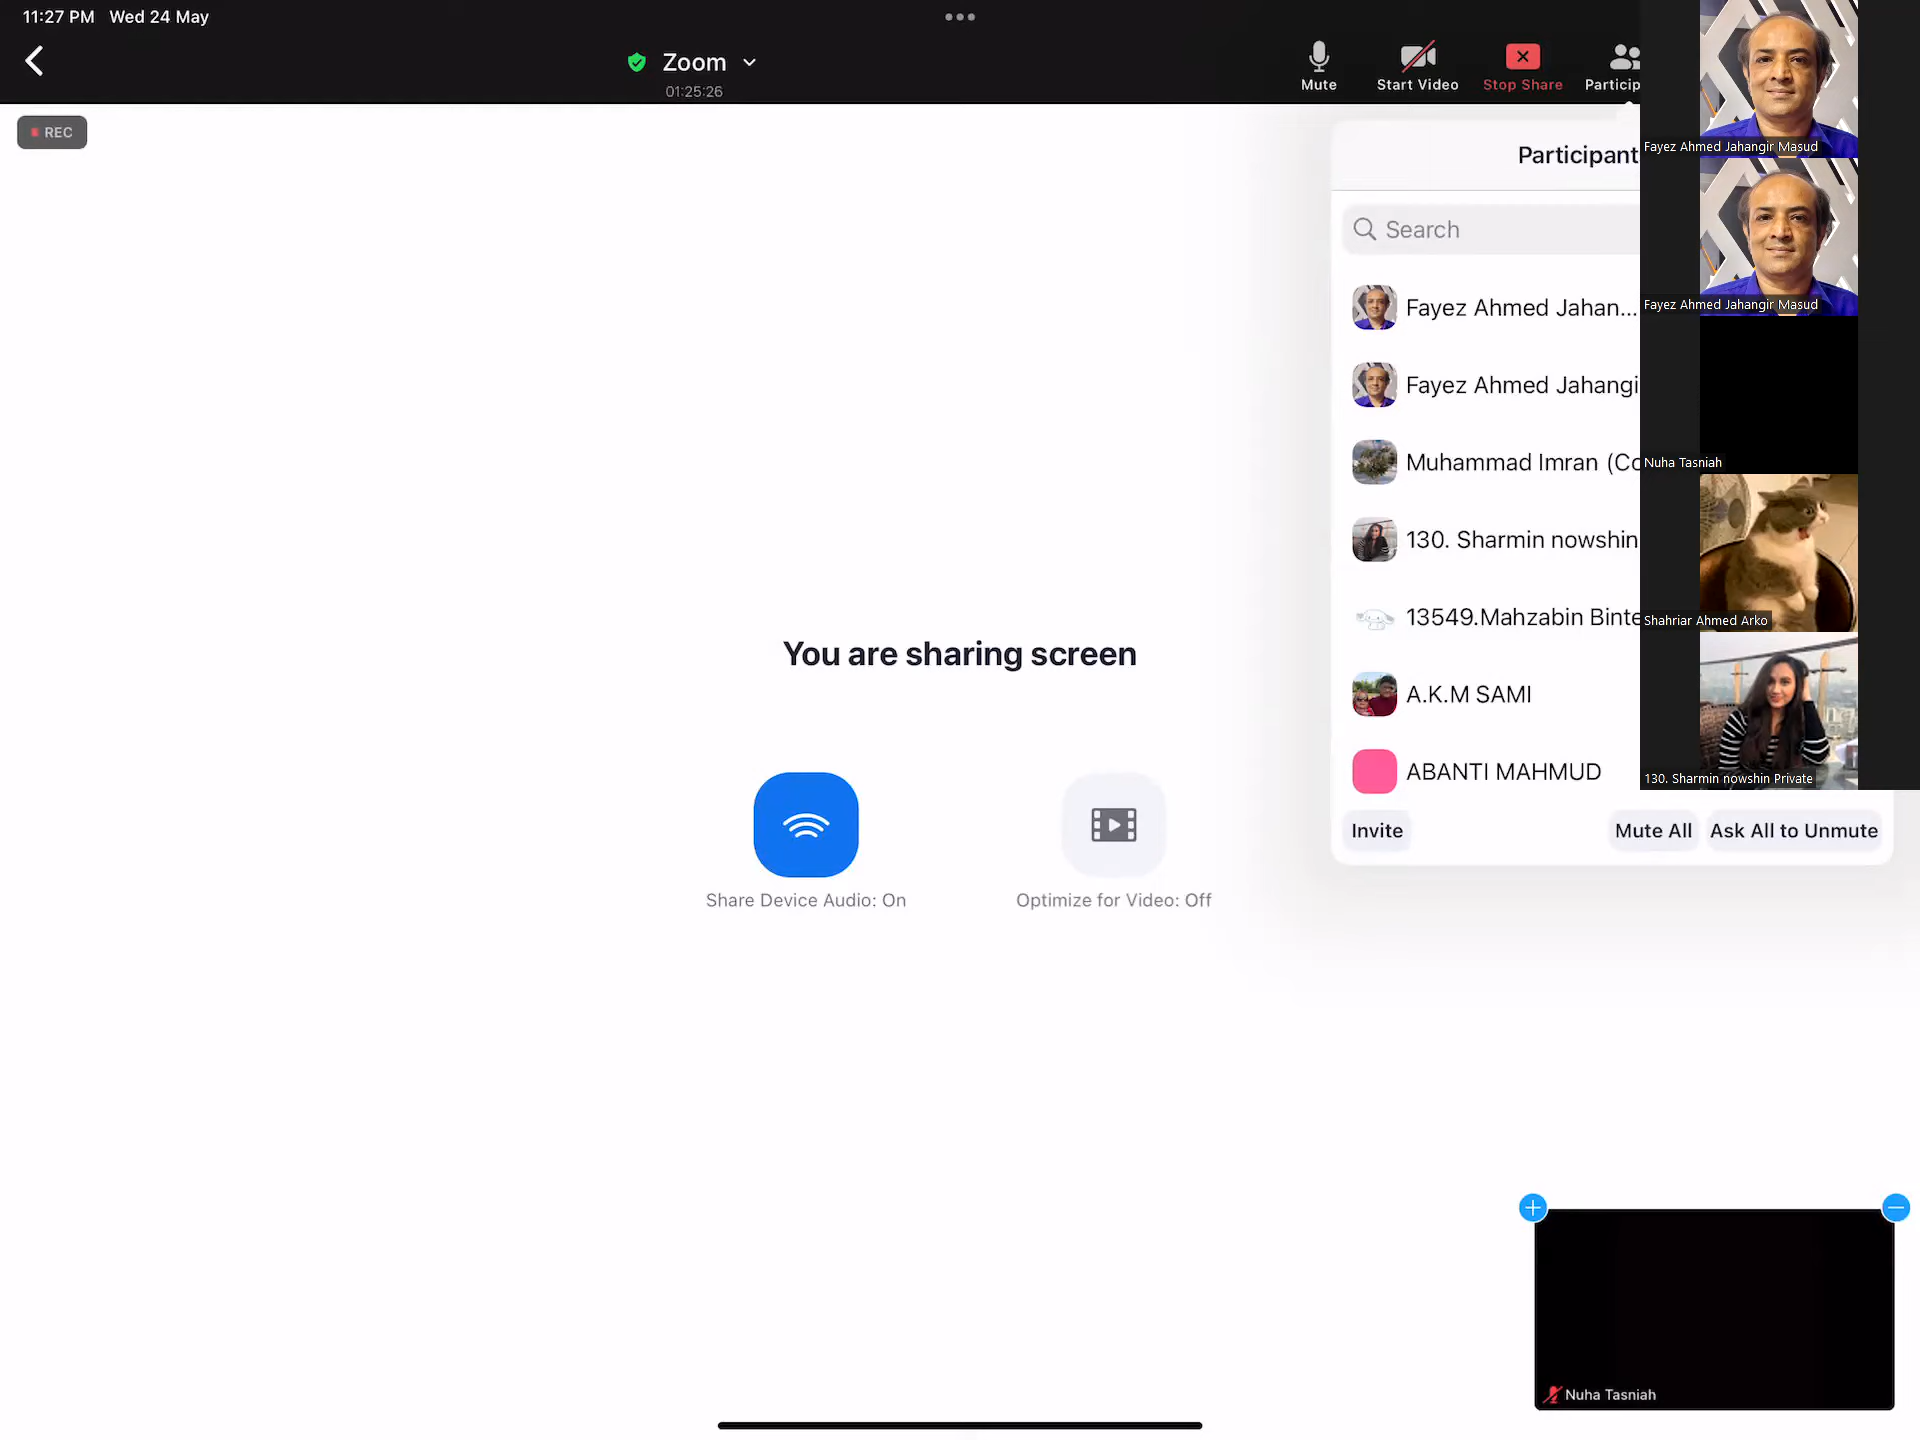 11:27 PM Wed 24 May
Zoom
01:25:26
Mute
Start Video
Stop Share
Particip
REC
Participant
Search
Fayez Ahmed Jahan...
Fayez Ahmed Jahangi
Muhammad Imran (Co
130. Sharmin nowshin
13549.Mahzabin Binte
A.K.M SAMI
ABANTI MAHMUD
Invite
Mute All
Ask All to Unmute
Fayez Ahmed Jahangir Masud
Fayez Ahmed Jahangir Masud
Nuha Tasniah
Shahriar Ahmed Arko
130. Sharmin nowshin Private
You are sharing screen
Share Device Audio: On
Optimize for Video: Off
Nuha Tasniah